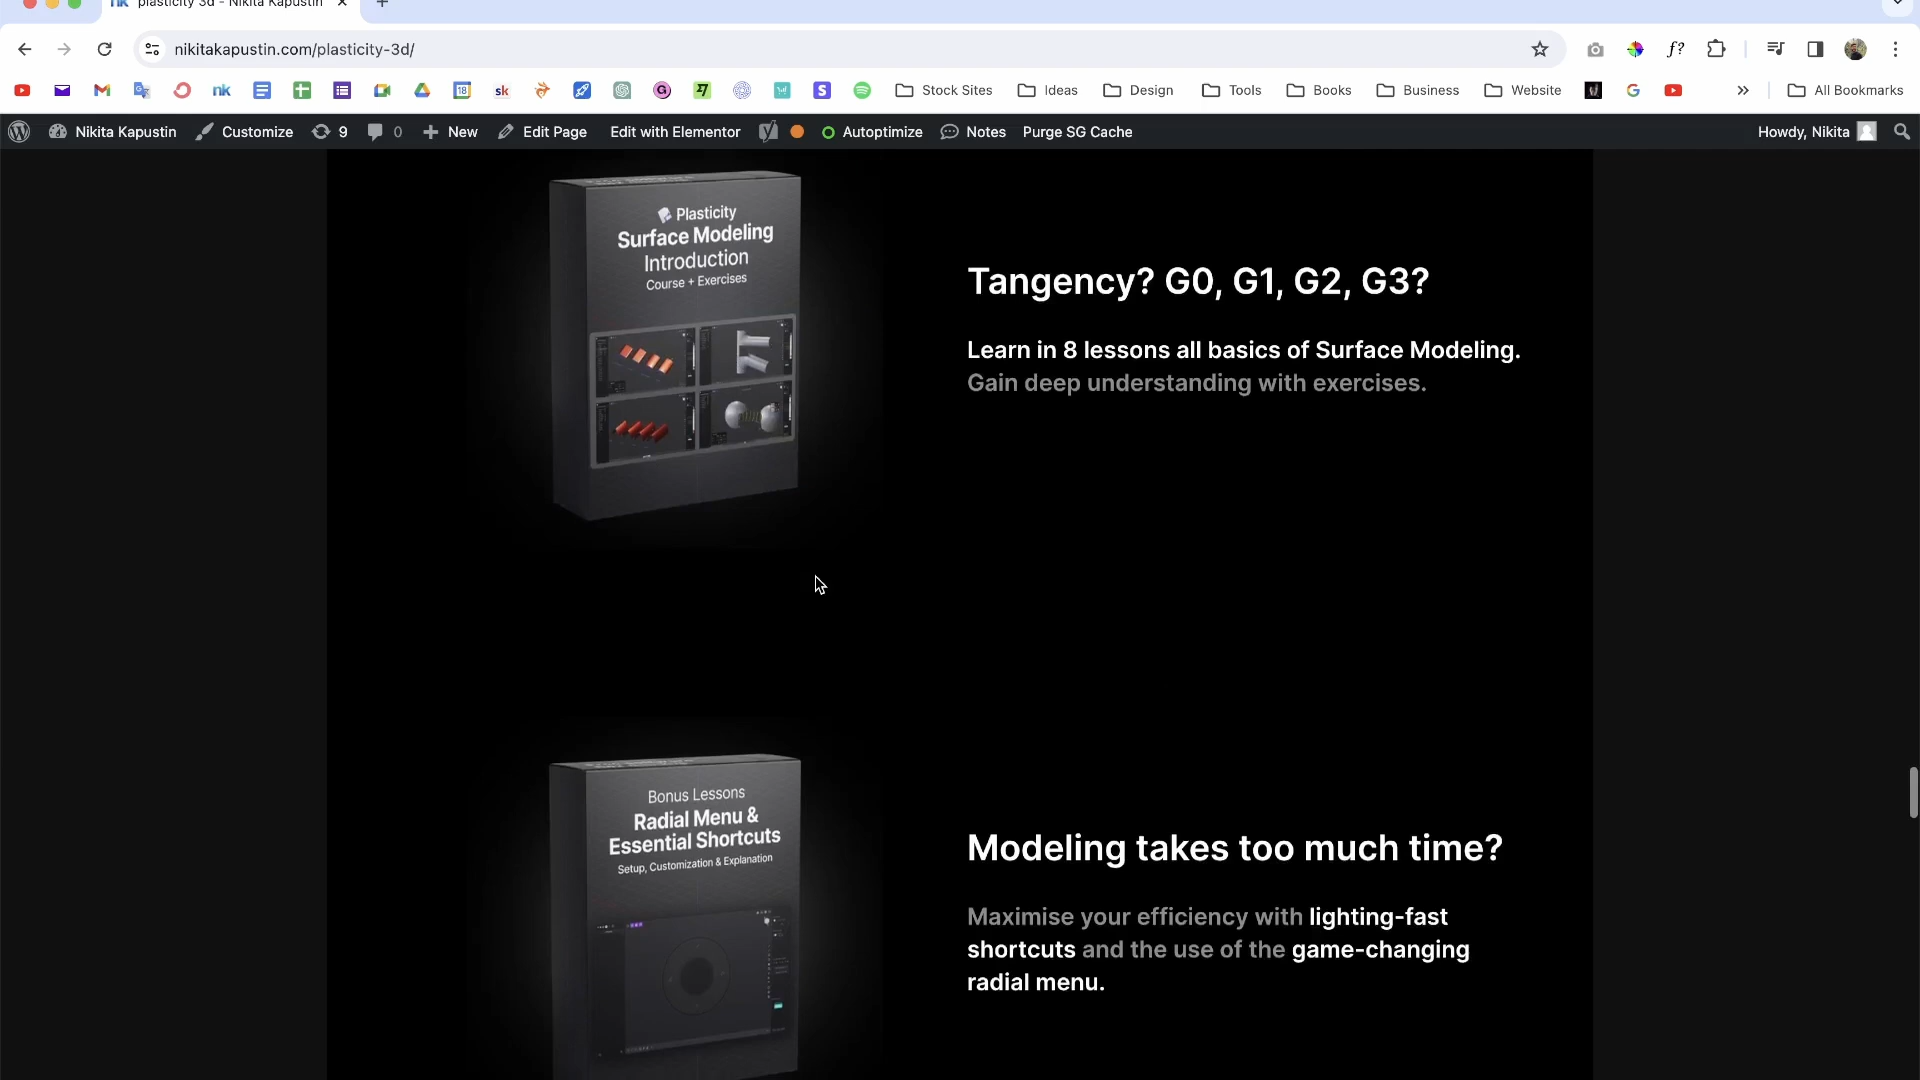 plasticity 3d - Nikita Kapustin
nikitakapustin.com/plasticity-3d/
Stock Sites Ideas Design Tools Books Business Website All Bookmarks
Nikita Kapustin Customize 9 0 New Edit Page Edit with Elementor Autoptimize Notes Purge SG Cache Howdy, Nikita
Plasticity
Surface Modeling
Introduction
Course + Exercises
Tangency? G0, G1, G2, G3?
Learn in 8 lessons all basics of Surface Modeling.
Gain deep understanding with exercises.
Bonus Lessons
Radial Menu &
Essential Shortcuts
Setup, Customization & Explanation
Modeling takes too much time?
Maximise your efficiency with lighting-fast
shortcuts and the use of the game-changing
radial menu.